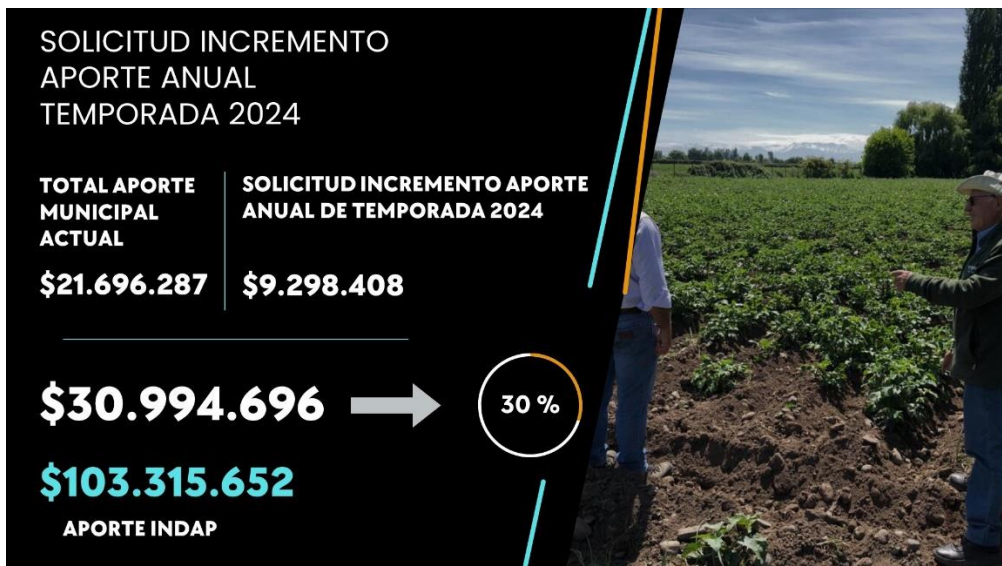 SOLICITUD INCREMENTO
APORTE ANUAL
TEMPORADA 2024
TOTAL APORTE
MUNICIPAL
ACTUAL
$21.696.287
SOLICITUD INCREMENTO APORTE
ANUAL DE TEMPORADA 2024
$9.298.408
$30.994.696
30 %
$103.315.652
APORTE INDAP